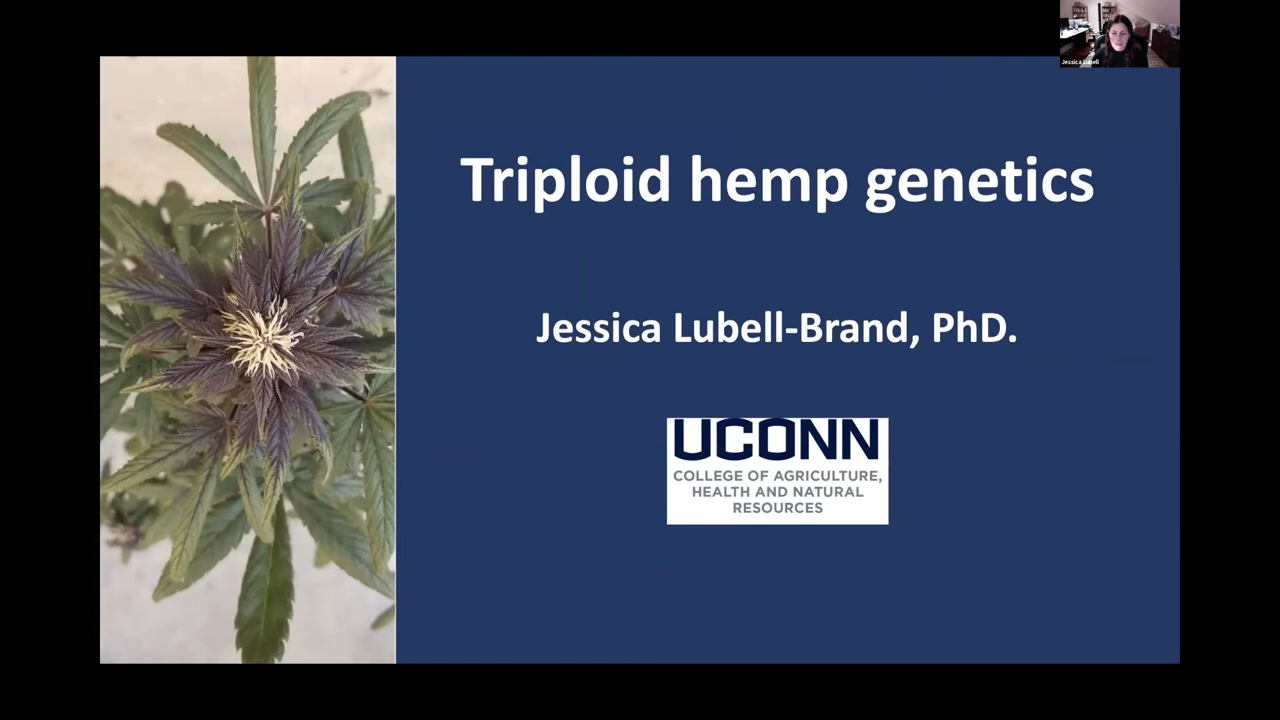 Jessica Lubell
Triploid hemp genetics
Jessica Lubell-Brand, PhD.
UCONN
COLLEGE OF AGRICULTURE,
HEALTH AND NATURAL
RESOURCES